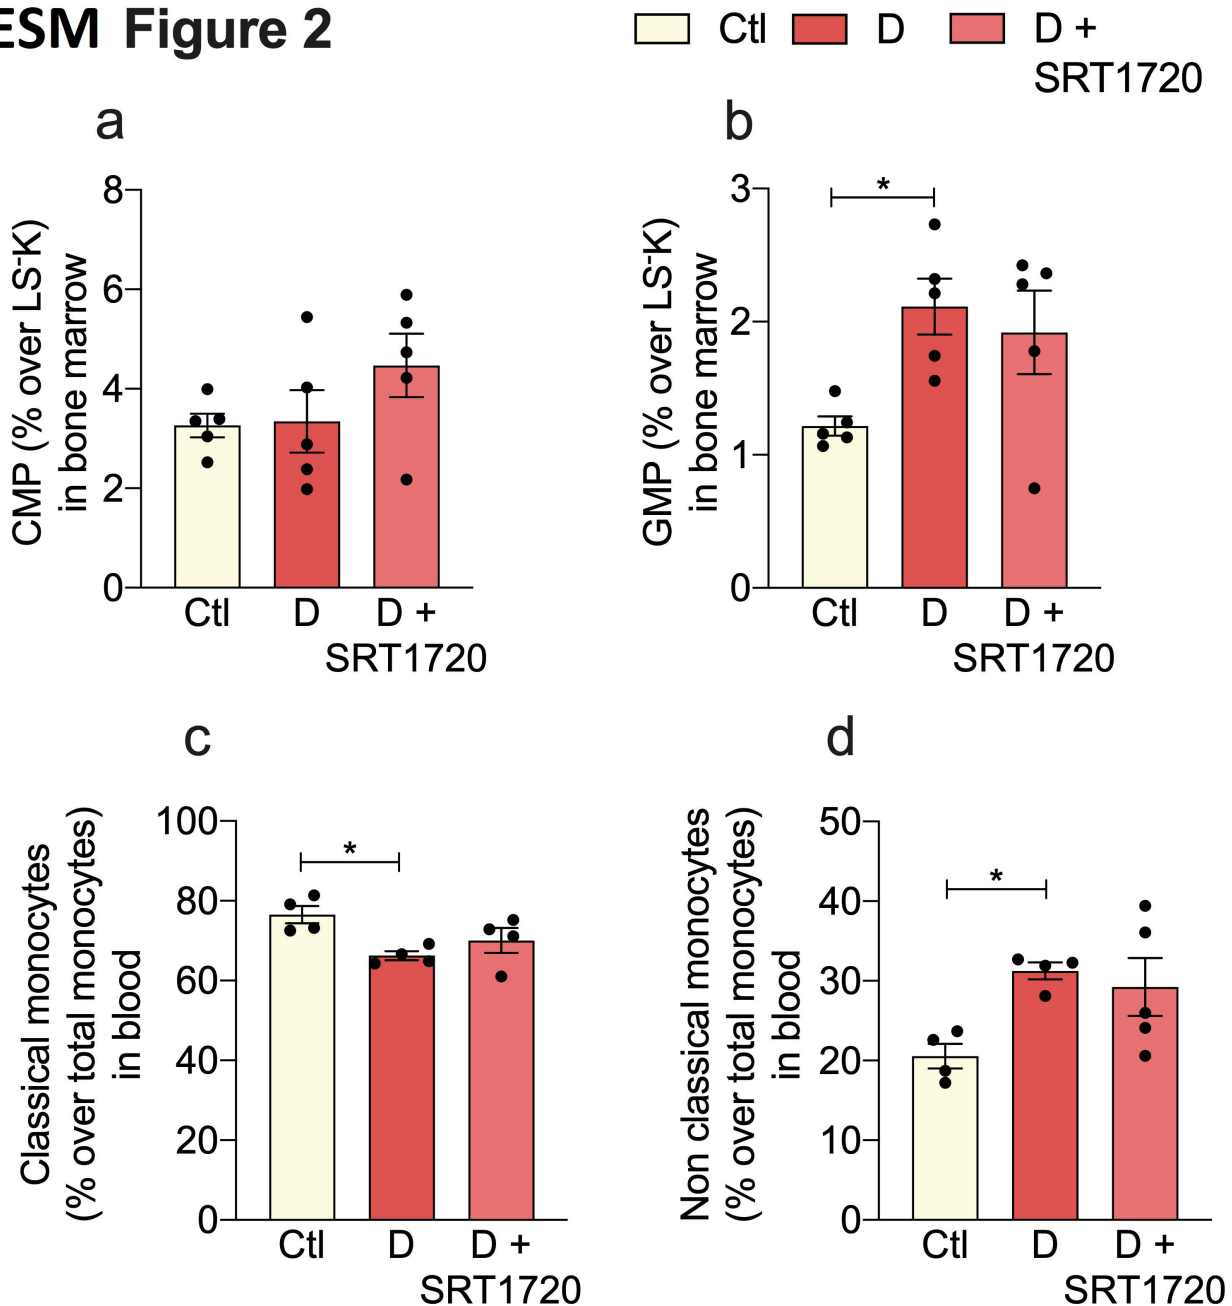 ESM Figure 2
Ctl
D
D +
SRT1720
a
b
CMP (% over LS-K)
in bone marrow
8
6
4
2
0
Ctl
D
D +
SRT1720
*
GMP (% over LS-K)
in bone marrow
3
2
1
0
Ctl
D
D +
SRT1720
c
d
Classical monocytes
(% over total monocytes)
in blood
100
80
60
40
20
0
*
Ctl
D
D +
SRT1720
Non classical monocytes
(% over total monocytes)
in blood
50
40
30
20
10
0
*
Ctl
D
D +
SRT1720